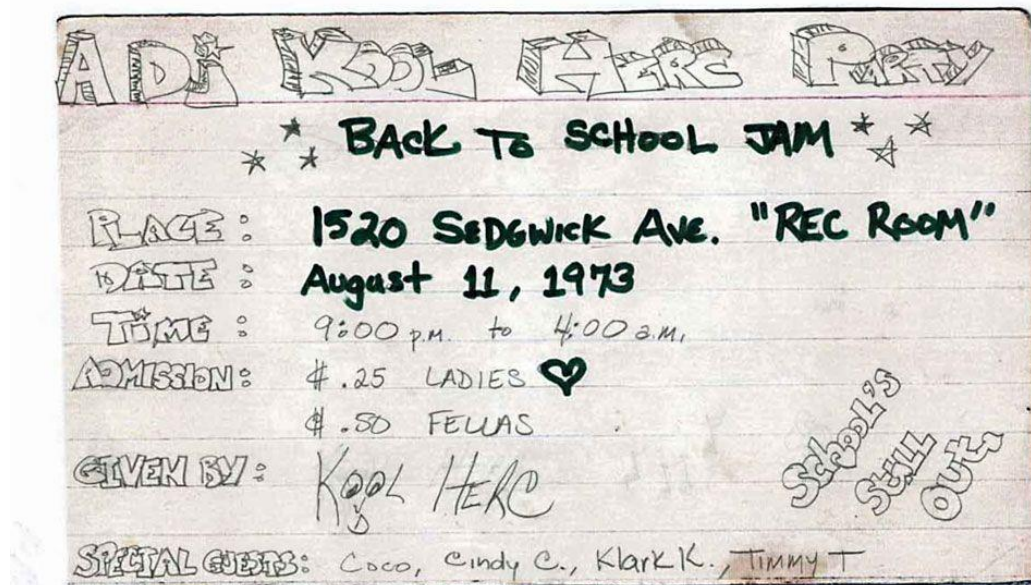 A DJ KOOL HERC PARTY
BACK TO SCHOOL JAM
PLACE: 1520 SEDGWICK AVE. "REC ROOM"
DATE: August 11, 1973
TIME: 9:00 p.m. to 4:00 a.m.
ADMISSION: $.25 LADIES
$.50 FELLAS
GIVEN BY: KOOL HERC
SPECIAL GUESTS: Coco, Cindy C., Klark K., Timmy T
SCHOOL'S
STILL
OUT.